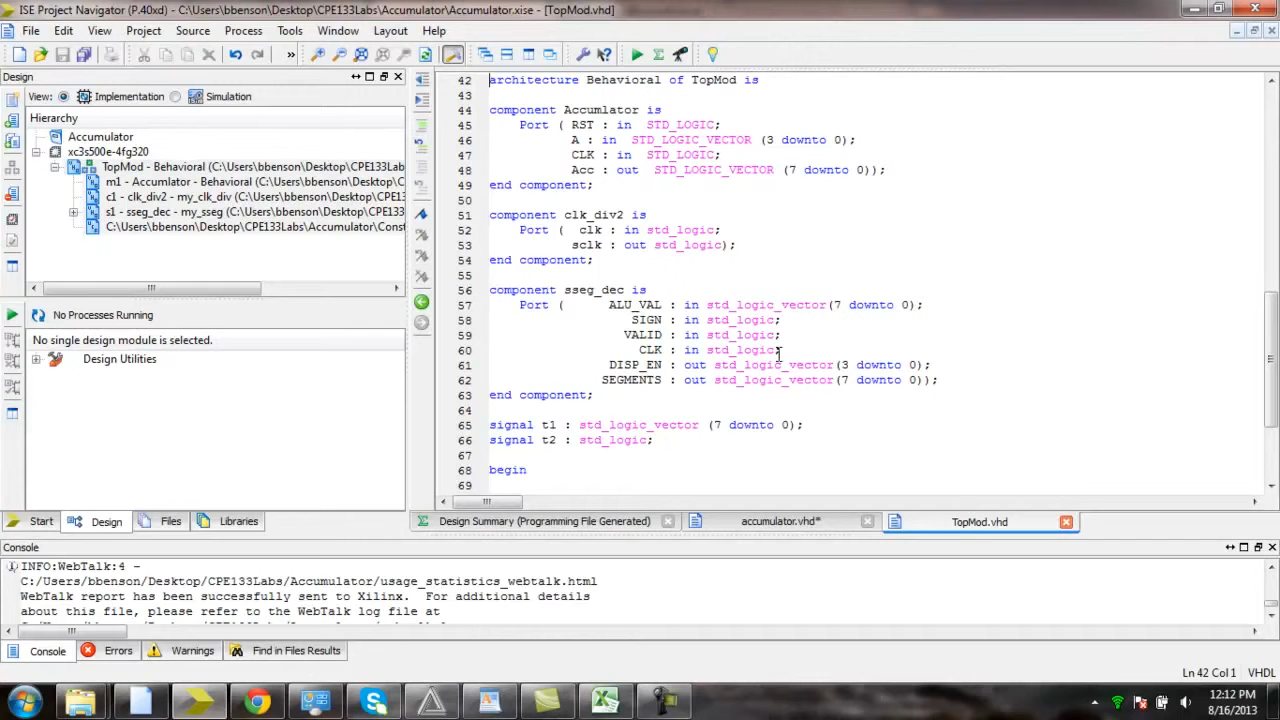 ISE Project Navigator (P.40xd) - C:\Users\bbenson\Desktop\CPE133Labs\Accumulator\Accumulator.xise - [TopMod.vhd]
File Edit View Project Source Process Tools Window Layout Help
Design
View: Implementation Simulation
Hierarchy
Accumulator
xc3s500e-4fg320
TopMod - Behavioral (C:\Users\bbenson\Desktop\CPE133
m1 - Accumlator - Behavioral (C:\Users\bbenson\Desktop\C
c1 - clk_div2 - my_clk_div (C:\Users\bbenson\Desktop\CPE13
s1 - sseg_dec - my_sseg (C:\Users\bbenson\Desktop\CPE133
C:\Users\bbenson\Desktop\CPE133Labs\Accumulator\Const
No Processes Running
No single design module is selected.
Design Utilities
Start Design Files Libraries
42 architecture Behavioral of TopMod is
43
44 component Accumlator is
45 Port ( RST : in STD_LOGIC;
46 A : in STD_LOGIC_VECTOR (3 downto 0);
47 CLK : in STD_LOGIC;
48 Acc : out STD_LOGIC_VECTOR (7 downto 0));
49 end component;
50
51 component clk_div2 is
52 Port ( clk : in std_logic;
53 sclk : out std_logic);
54 end component;
55
56 component sseg_dec is
57 Port ( ALU_VAL : in std_logic_vector(7 downto 0);
58 SIGN : in std_logic;
59 VALID : in std_logic;
60 CLK : in std_logic;
61 DISP_EN : out std_logic_vector(3 downto 0);
62 SEGMENTS : out std_logic_vector(7 downto 0));
63 end component;
64
65 signal t1 : std_logic_vector (7 downto 0);
66 signal t2 : std_logic;
67
68 begin
69
Design Summary (Programming File Generated) accumulator.vhd* TopMod.vhd
Console
INFO:WebTalk:4 -
C:/Users/bbenson/Desktop/CPE133Labs/Accumulator/usage_statistics_webtalk.html
WebTalk report has been successfully sent to Xilinx. For additional details
about this file, please refer to the WebTalk log file at
Console Errors Warnings Find in Files Results
Ln 42 Col 1 VHDL
12:12 PM
8/16/2013